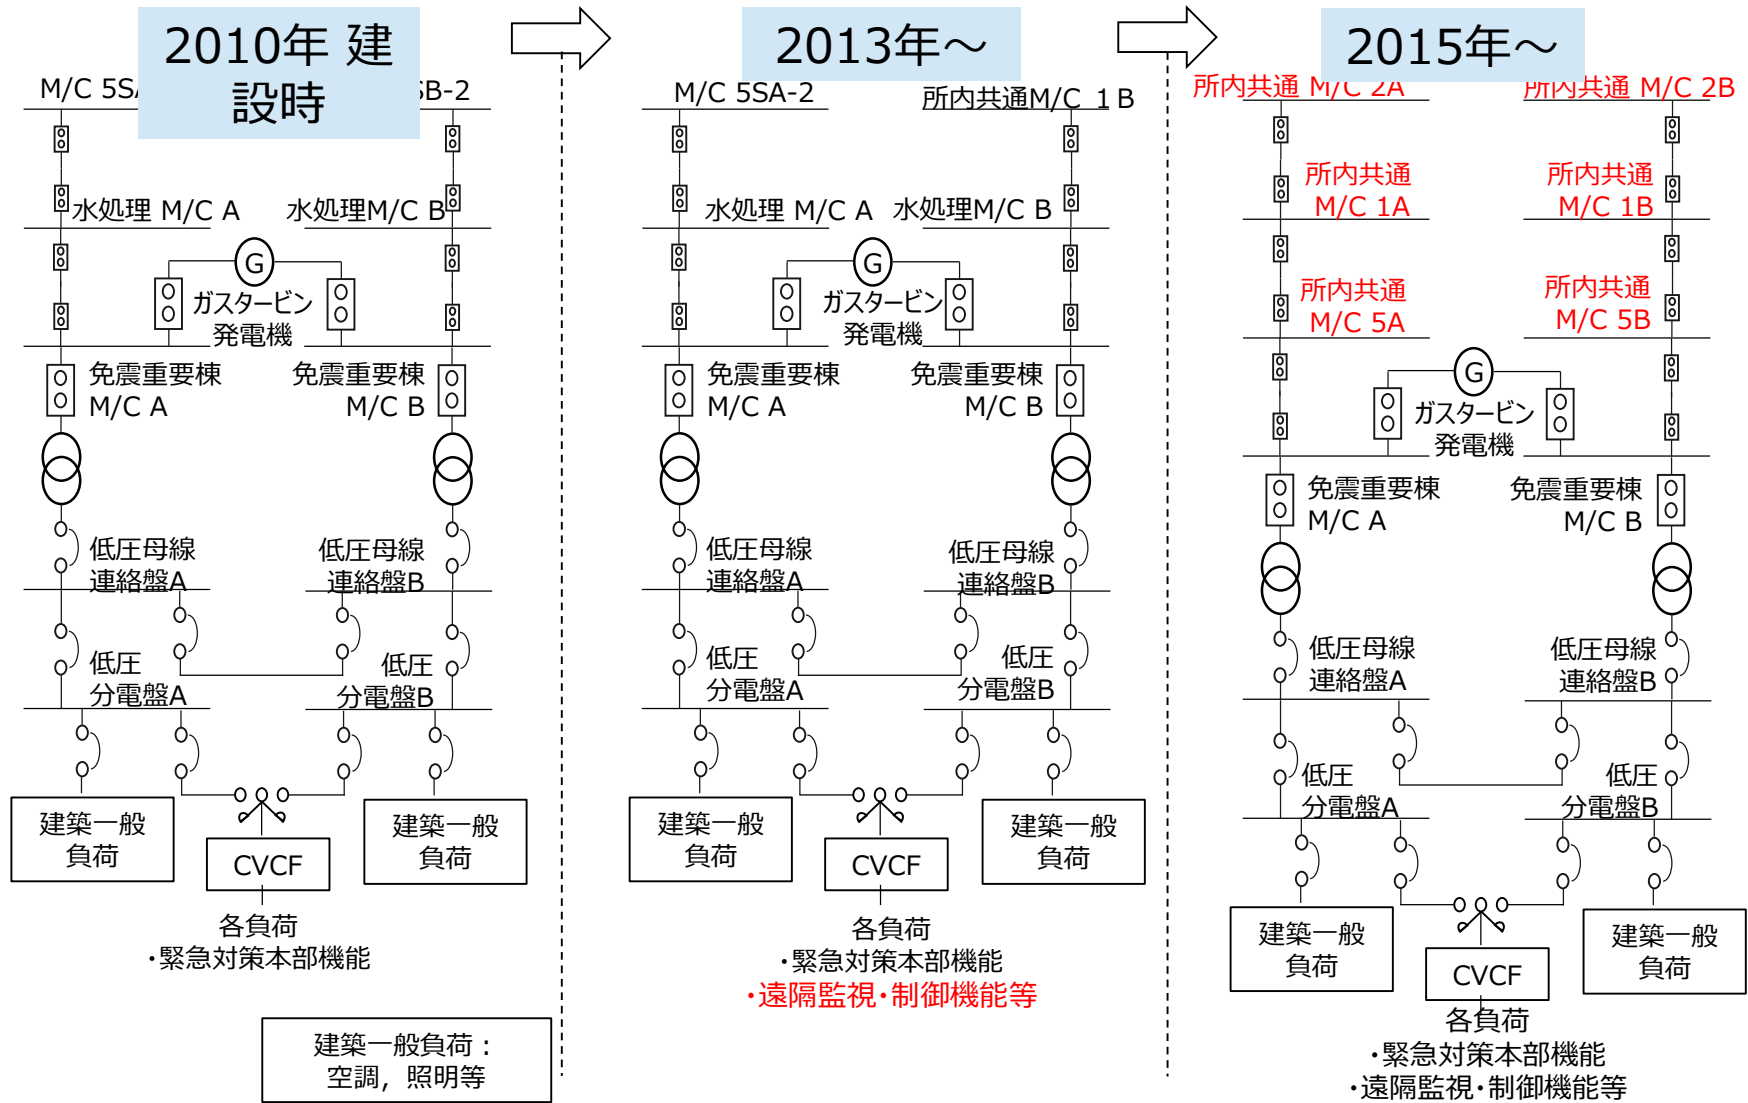 2010年 建
設時
M/C 5SA
SB-2
水処理 M/C A
水処理M/C B
G
ガスタービン
発電機
免震重要棟
M/C A
免震重要棟
M/C B
低圧母線
連絡盤A
低圧母線
連絡盤B
低圧
分電盤A
低圧
分電盤B
建築一般
負荷
CVCF
建築一般
負荷
各負荷
・緊急対策本部機能
建築一般負荷：
空調，照明等
2013年～
M/C 5SA-2
所内共通M/C １B
水処理 M/C A
水処理M/C B
G
ガスタービン
発電機
免震重要棟
M/C A
免震重要棟
M/C B
低圧母線
連絡盤A
低圧母線
連絡盤B
低圧
分電盤A
低圧
分電盤B
建築一般
負荷
CVCF
建築一般
負荷
各負荷
・緊急対策本部機能
・遠隔監視・制御機能等
2015年～
所内共通 M/C 2A
所内共通 M/C 2B
所内共通
M/C 1A
所内共通
M/C 1B
所内共通
M/C 5A
所内共通
M/C 5B
G
ガスタービン
発電機
免震重要棟
M/C A
免震重要棟
M/C B
低圧母線
連絡盤A
低圧母線
連絡盤B
低圧
分電盤A
低圧
分電盤B
建築一般
負荷
CVCF
建築一般
負荷
各負荷
・緊急対策本部機能
・遠隔監視・制御機能等